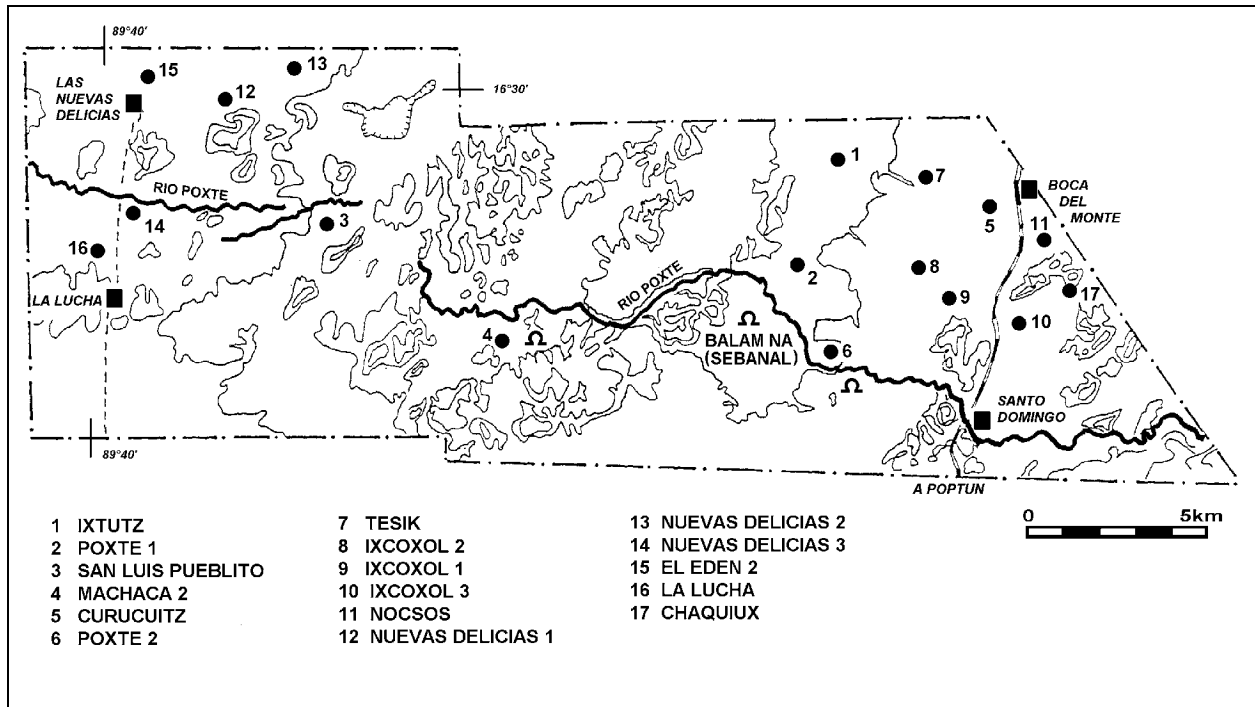 89°40'
15
13
LAS
NUEVAS
DELICIAS
12
16°30'
1
7
BOCA
DEL
MONTE
RIO POXTE
14
3
5
11
16
LA LUCHA
RIO POXTE
2
8
9
17
4
BALAM NA
(SEBANAL)
6
10
SANTO
DOMINGO
89°40'
A POPTUN
1 IXTUTZ
2 POXTE 1
3 SAN LUIS PUEBLITO
4 MACHACA 2
5 CURUCUITZ
6 POXTE 2
7 TESIK
8 IXCOXOL 2
9 IXCOXOL 1
10 IXCOXOL 3
11 NOCSOS
12 NUEVAS DELICIAS 1
13 NUEVAS DELICIAS 2
14 NUEVAS DELICIAS 3
15 EL EDEN 2
16 LA LUCHA
17 CHAQUIUX
0 5km